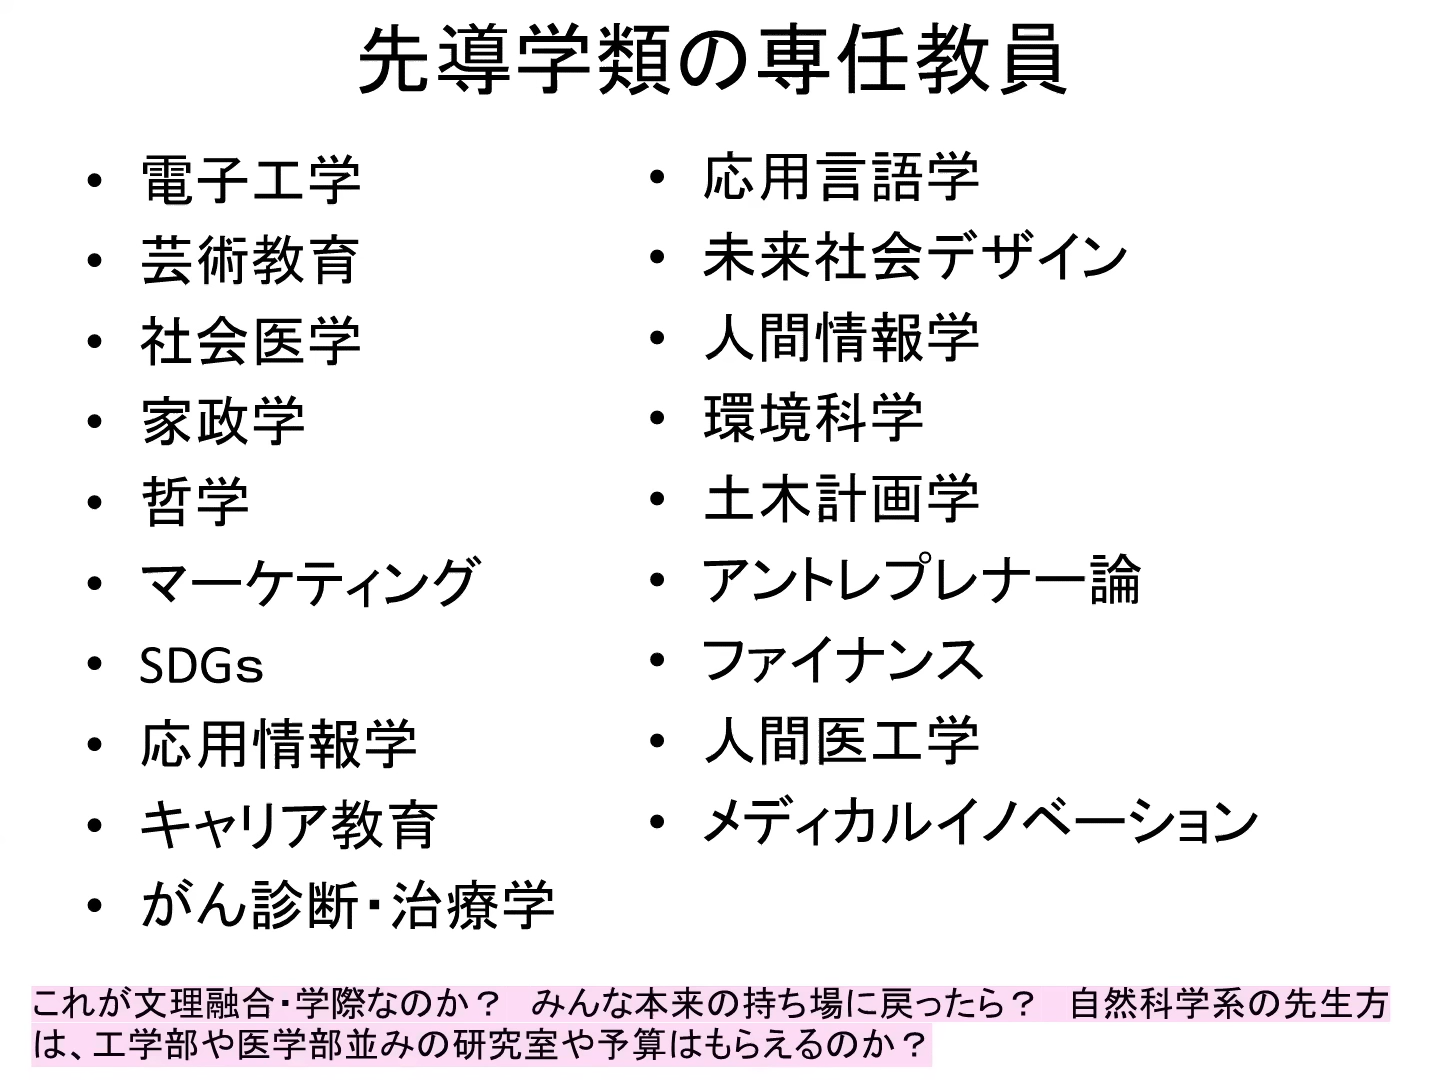 先導学類の専任教員
• 電子工学
• 芸術教育
• 社会医学
• 家政学
• 哲学
• マーケティング
• SDGｓ
• 応用情報学
• キャリア教育
• がん診断・治療学
• 応用言語学
• 未来社会デザイン
• 人間情報学
• 環境科学
• 土木計画学
• アントレプレナー論
• ファイナンス
• 人間医工学
• メディカルイノベーション
これが文理融合・学際なのか？　みんな本来の持ち場に戻ったら？　自然科学系の先生方
は、工学部や医学部並みの研究室や予算はもらえるのか？